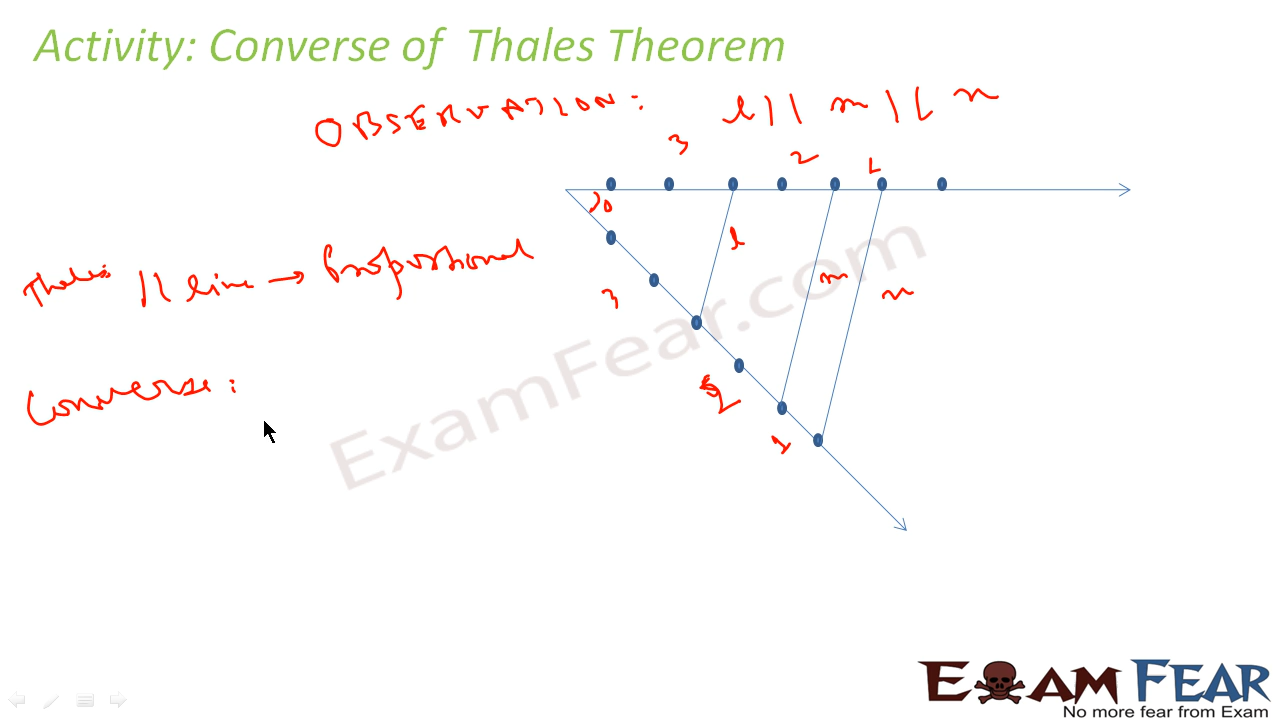 Activity: Converse of Thales Theorem
OBSERVATION: l || m || n
3 2 1
θ
l
m n
Thales || line → Proportional
3
2
1
Converse:
ExamFear.com
EXAM FEAR
No more fear from Exam